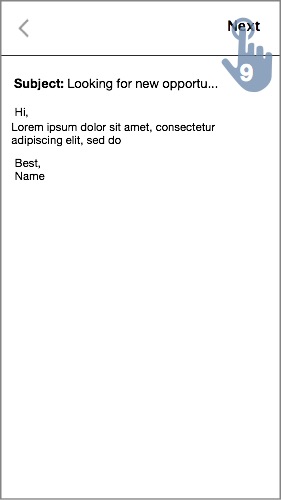 Next
9
Subject: Looking for new opportu...
Hi,
Lorem ipsum dolor sit amet, consectetur
adipiscing elit, sed do
Best,
Name